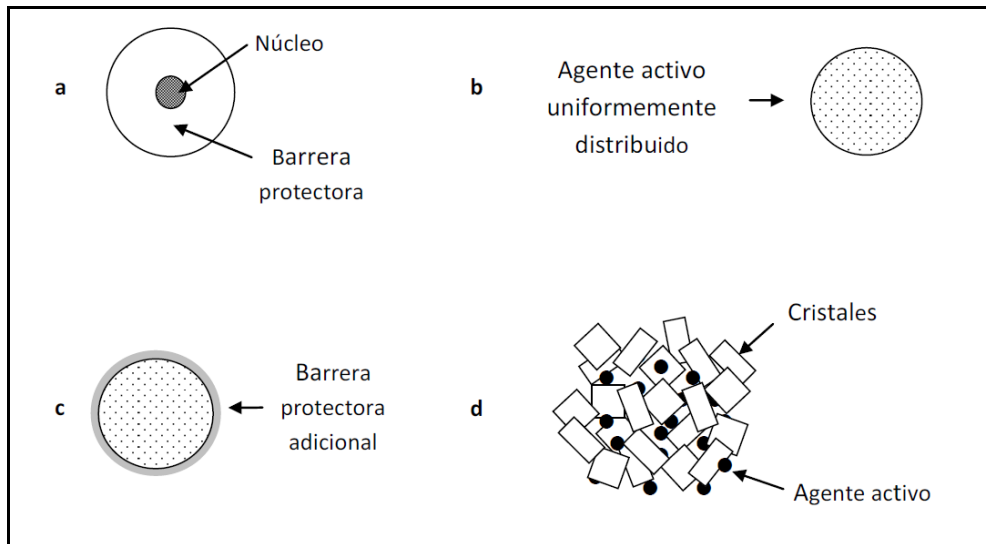 a
Núcleo
Barrera
protectora
b
Agente activo
uniformemente
distribuido
c
Barrera
protectora
adicional
d
Cristales
Agente activo